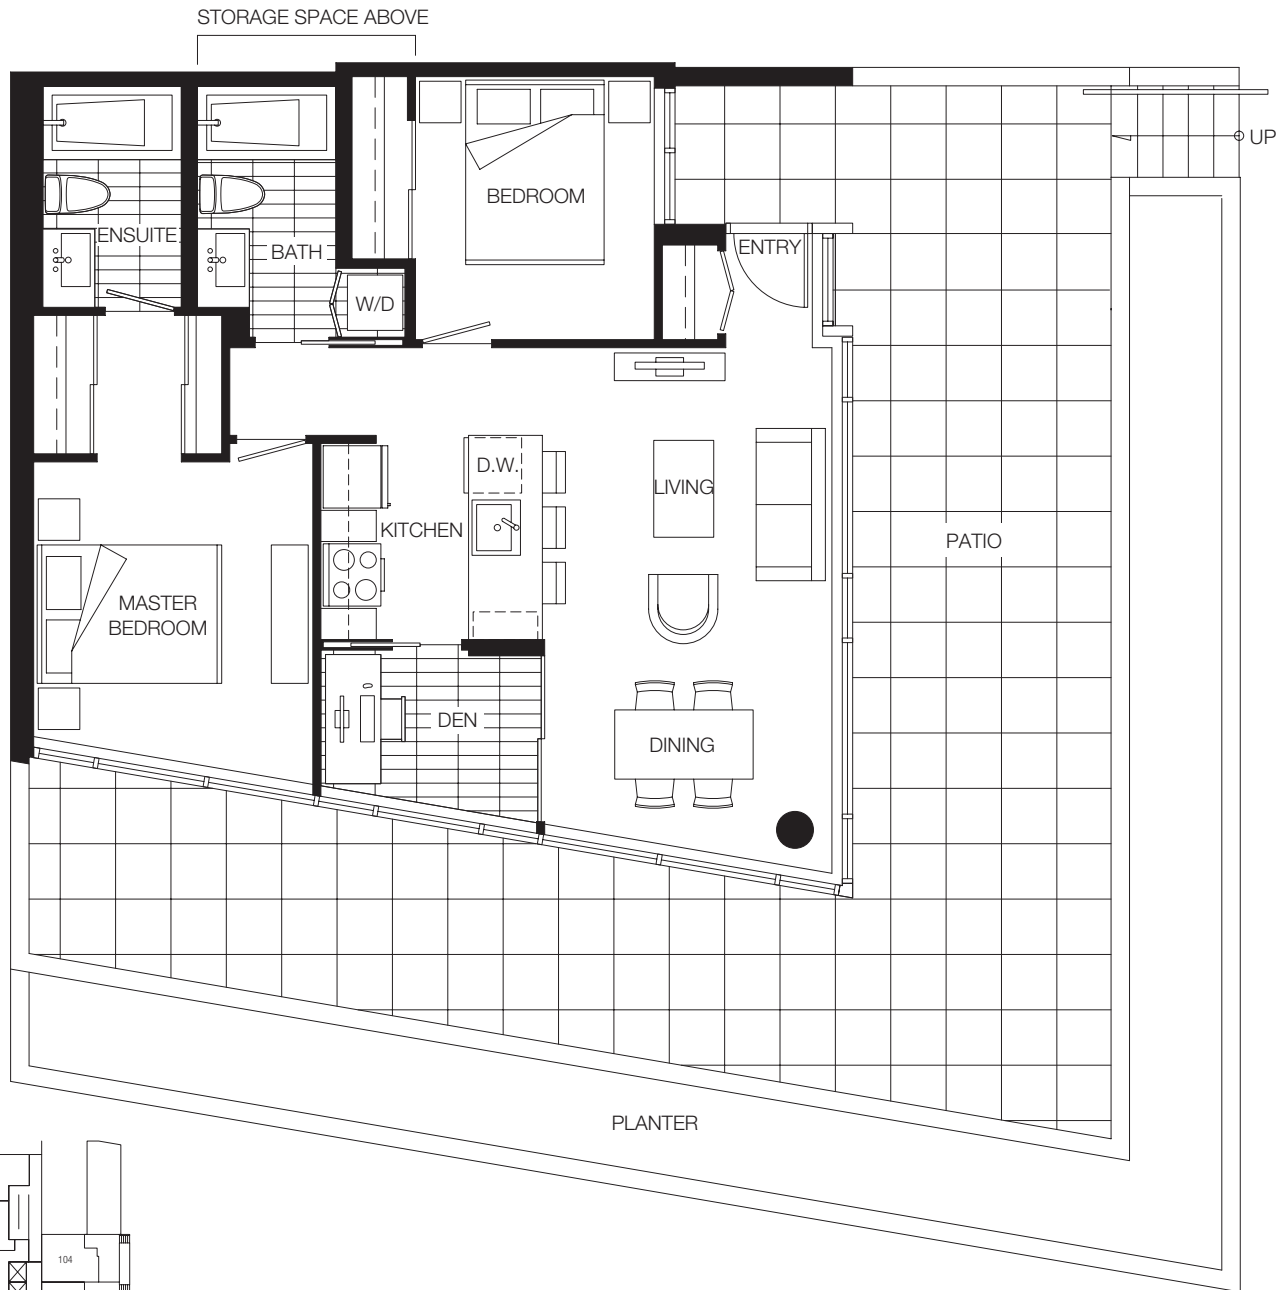 STORAGE SPACE ABOVE
UP
BEDROOM
ENSUITE
BATH
ENTRY
W/D
D.W.
LIVING
KITCHEN
PATIO
MASTER
BEDROOM
DEN
DINING
PLANTER
104